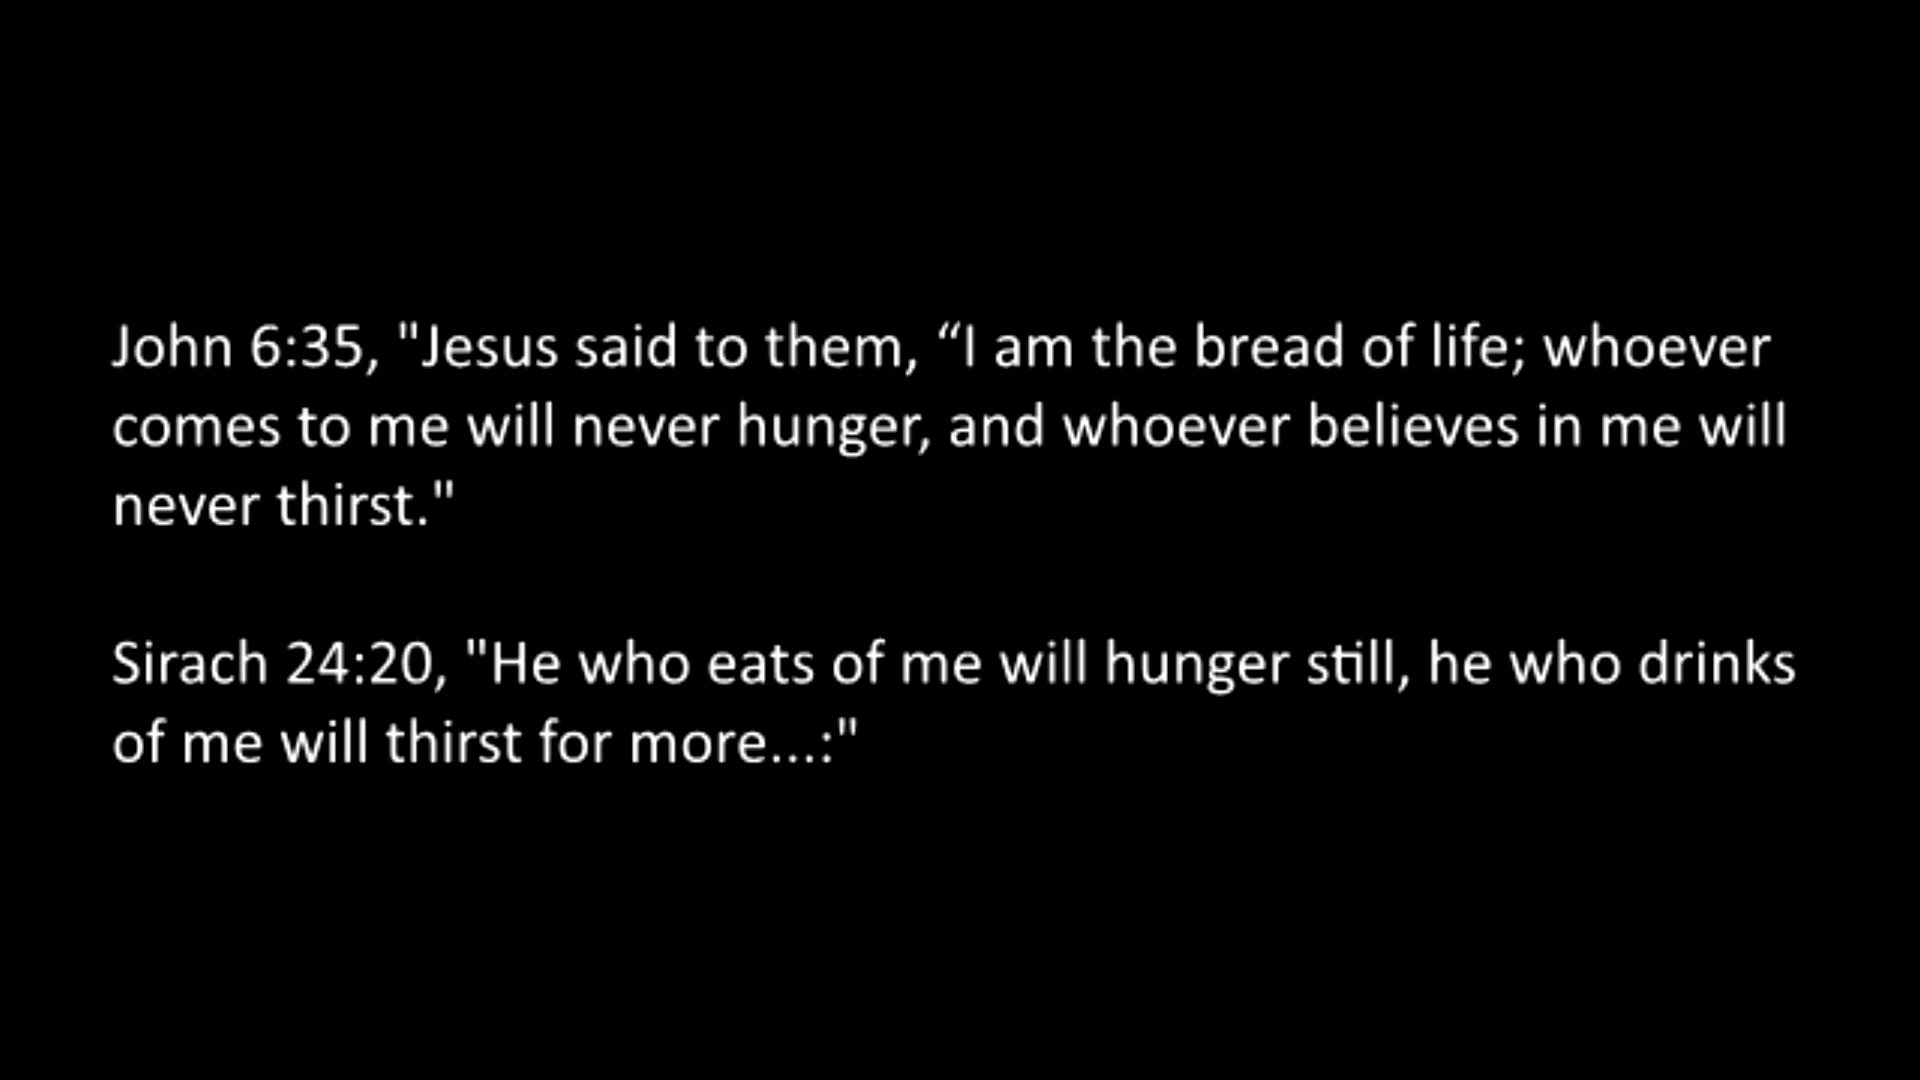 John 6:35, "Jesus said to them, “I am the bread of life; whoever
comes to me will never hunger, and whoever believes in me will
never thirst."
Sirach 24:20, "He who eats of me will hunger still, he who drinks
of me will thirst for more...:"